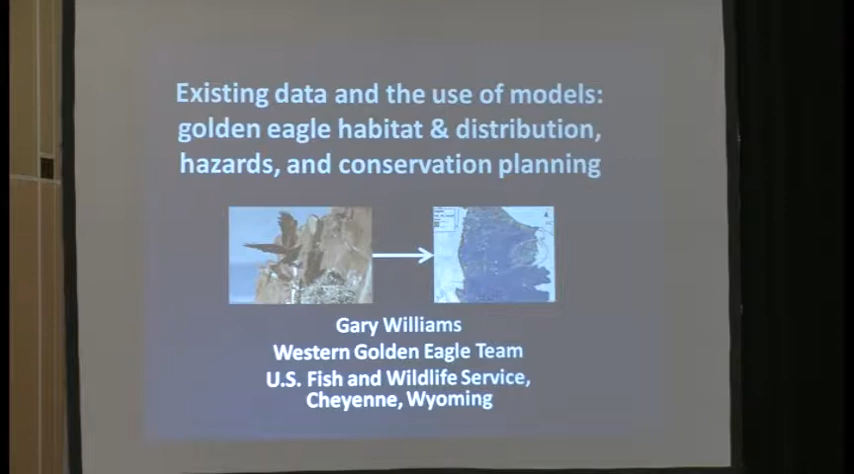 Existing data and the use of models:
golden eagle habitat & distribution,
hazards, and conservation planning
Gary Williams
Western Golden Eagle Team
U.S. Fish and Wildlife Service,
Cheyenne, Wyoming